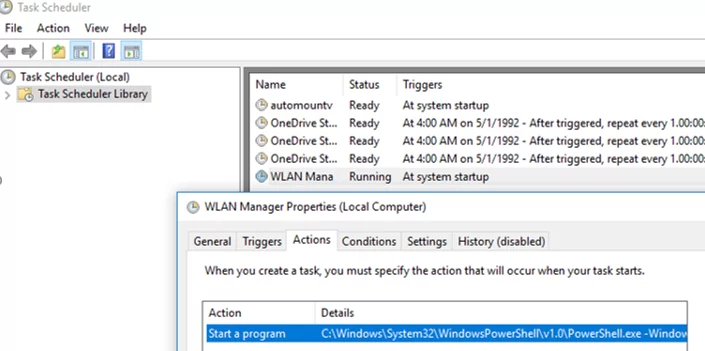 Task Scheduler
File Action View Help
Task Scheduler (Local)
Task Scheduler Library
Name Status Triggers
automountv Ready At system startup
OneDrive St... Ready At 4:00 AM on 5/1/1992 - After triggered, repeat every 1.00:00:
OneDrive St... Ready At 4:00 AM on 5/1/1992 - After triggered, repeat every 1.00:00:
OneDrive St... Ready At 4:00 AM on 5/1/1992 - After triggered, repeat every 1.00:00:
WLAN Mana Running At system startup
WLAN Manager Properties (Local Computer)
General Triggers Actions Conditions Settings History (disabled)
When you create a task, you must specify the action that will occur when your task starts.
Action Details
Start a program C:\Windows\System32\WindowsPowerShell\v1.0\PowerShell.exe -Window